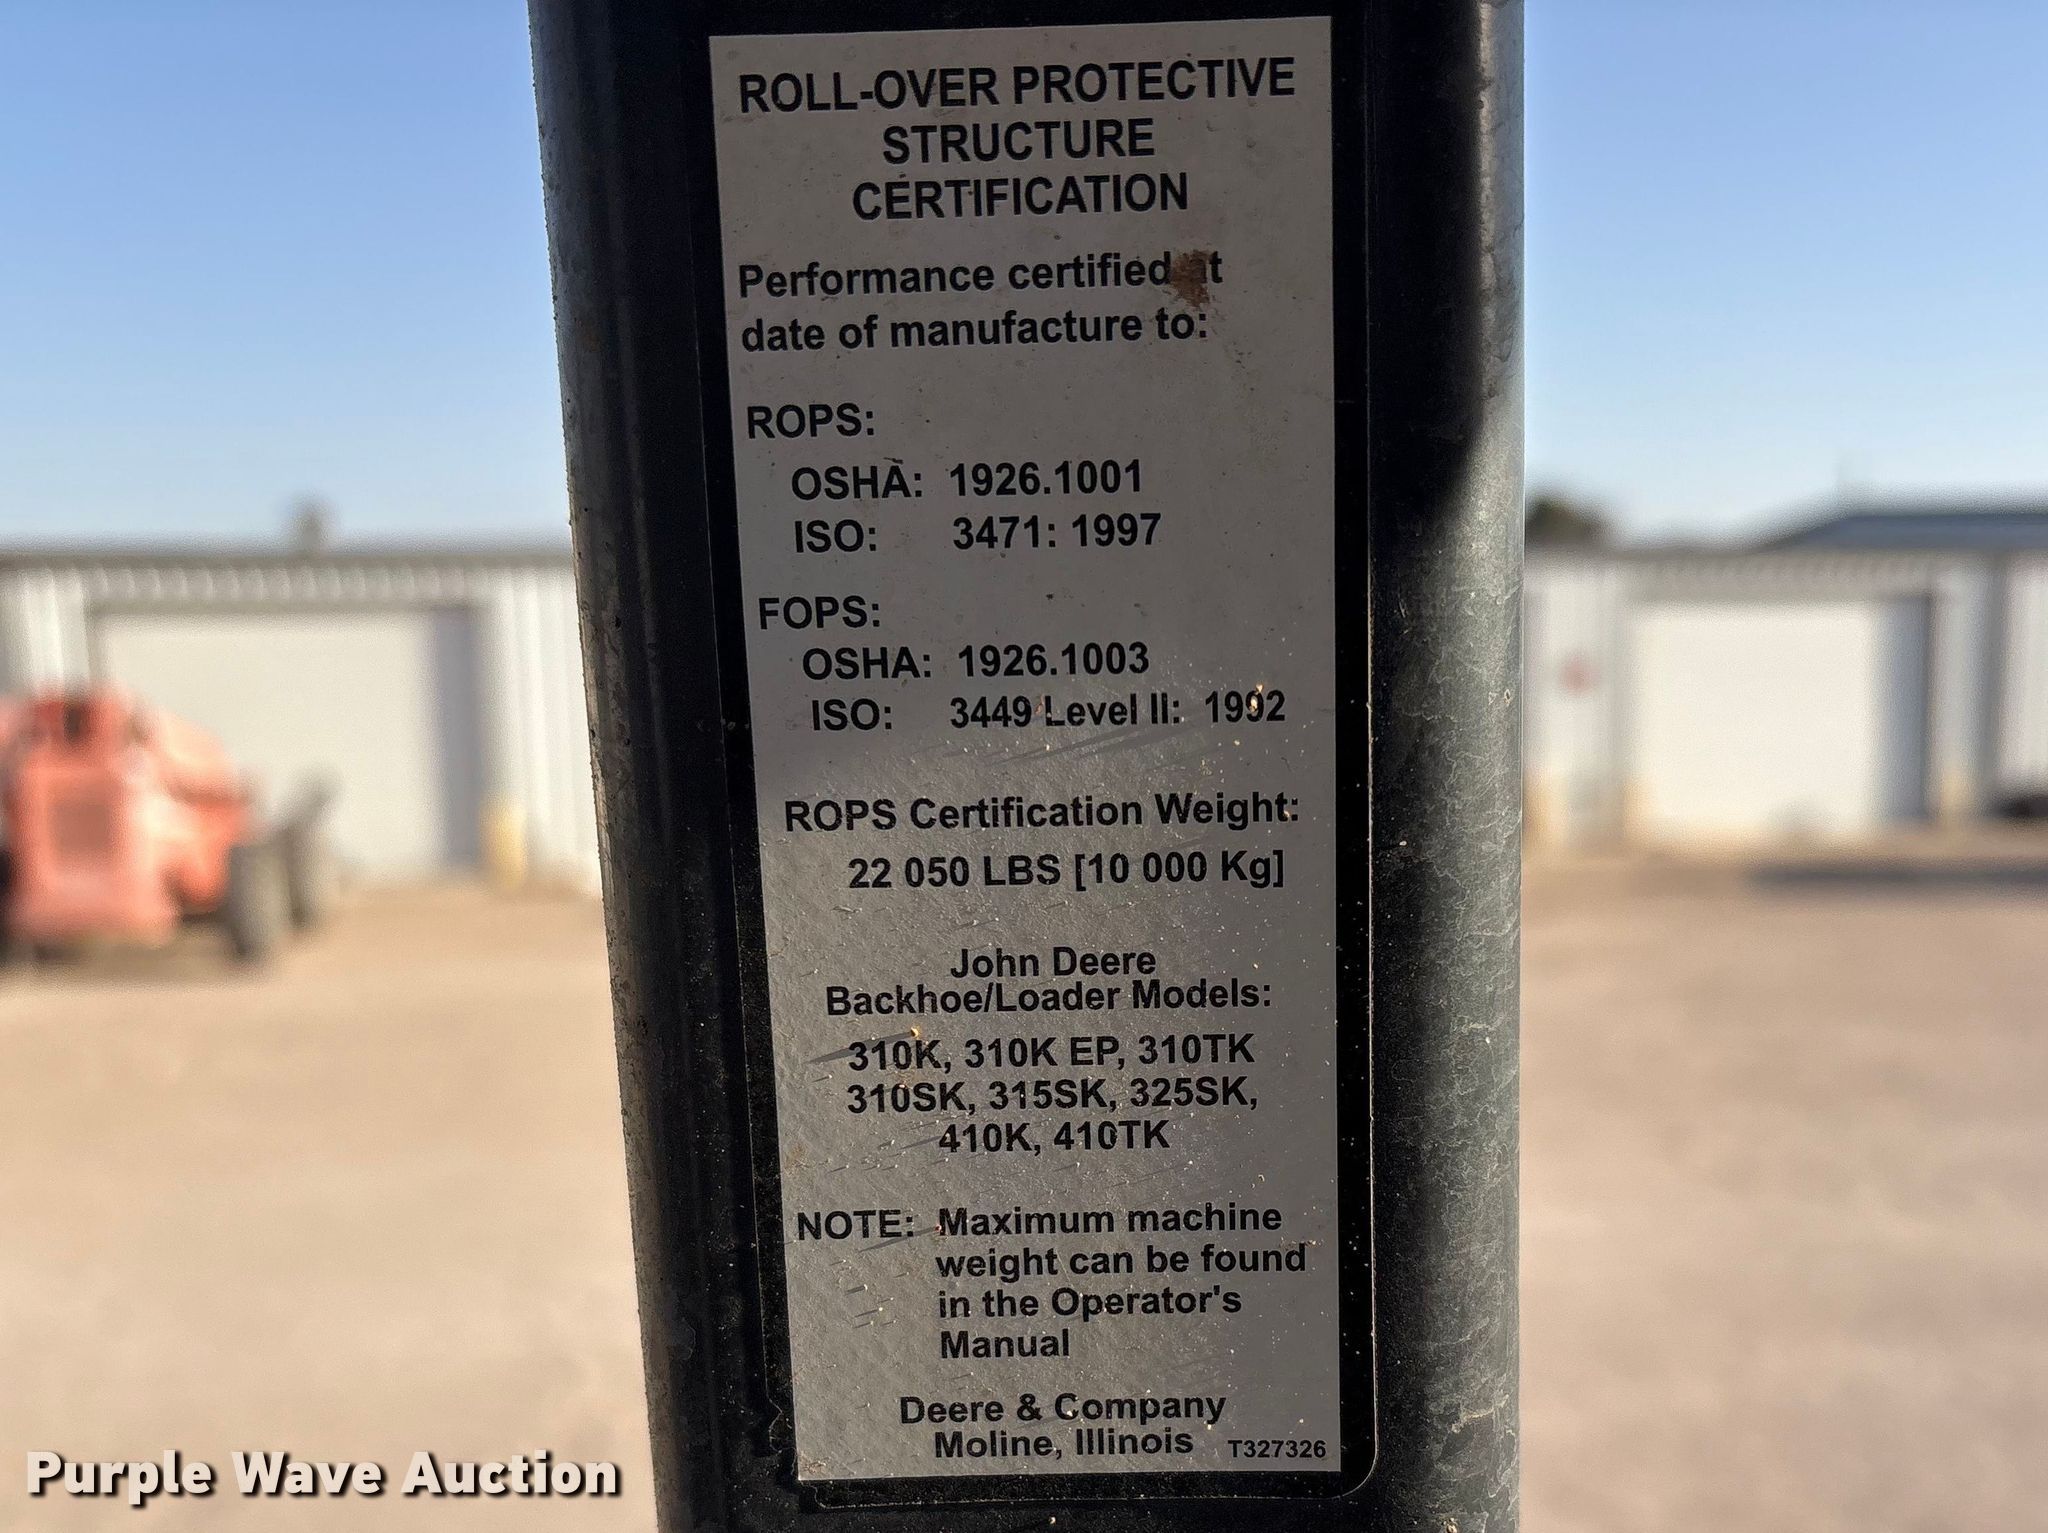 ROLL-OVER PROTECTIVE
STRUCTURE
CERTIFICATION
Performance certified at
date of manufacture to:
ROPS:
OSHA: 1926.1001
ISO: 3471: 1997
FOPS:
OSHA: 1926.1003
ISO: 3449 Level II: 1992
ROPS Certification Weight:
22 050 LBS [10 000 Kg]
John Deere
Backhoe/Loader Models:
310K, 310K EP, 310TK
310SK, 315SK, 325SK,
410K, 410TK
NOTE: Maximum machine
weight can be found
in the Operator's
Manual
Deere & Company
Moline, Illinois T327326
Purple Wave Auction